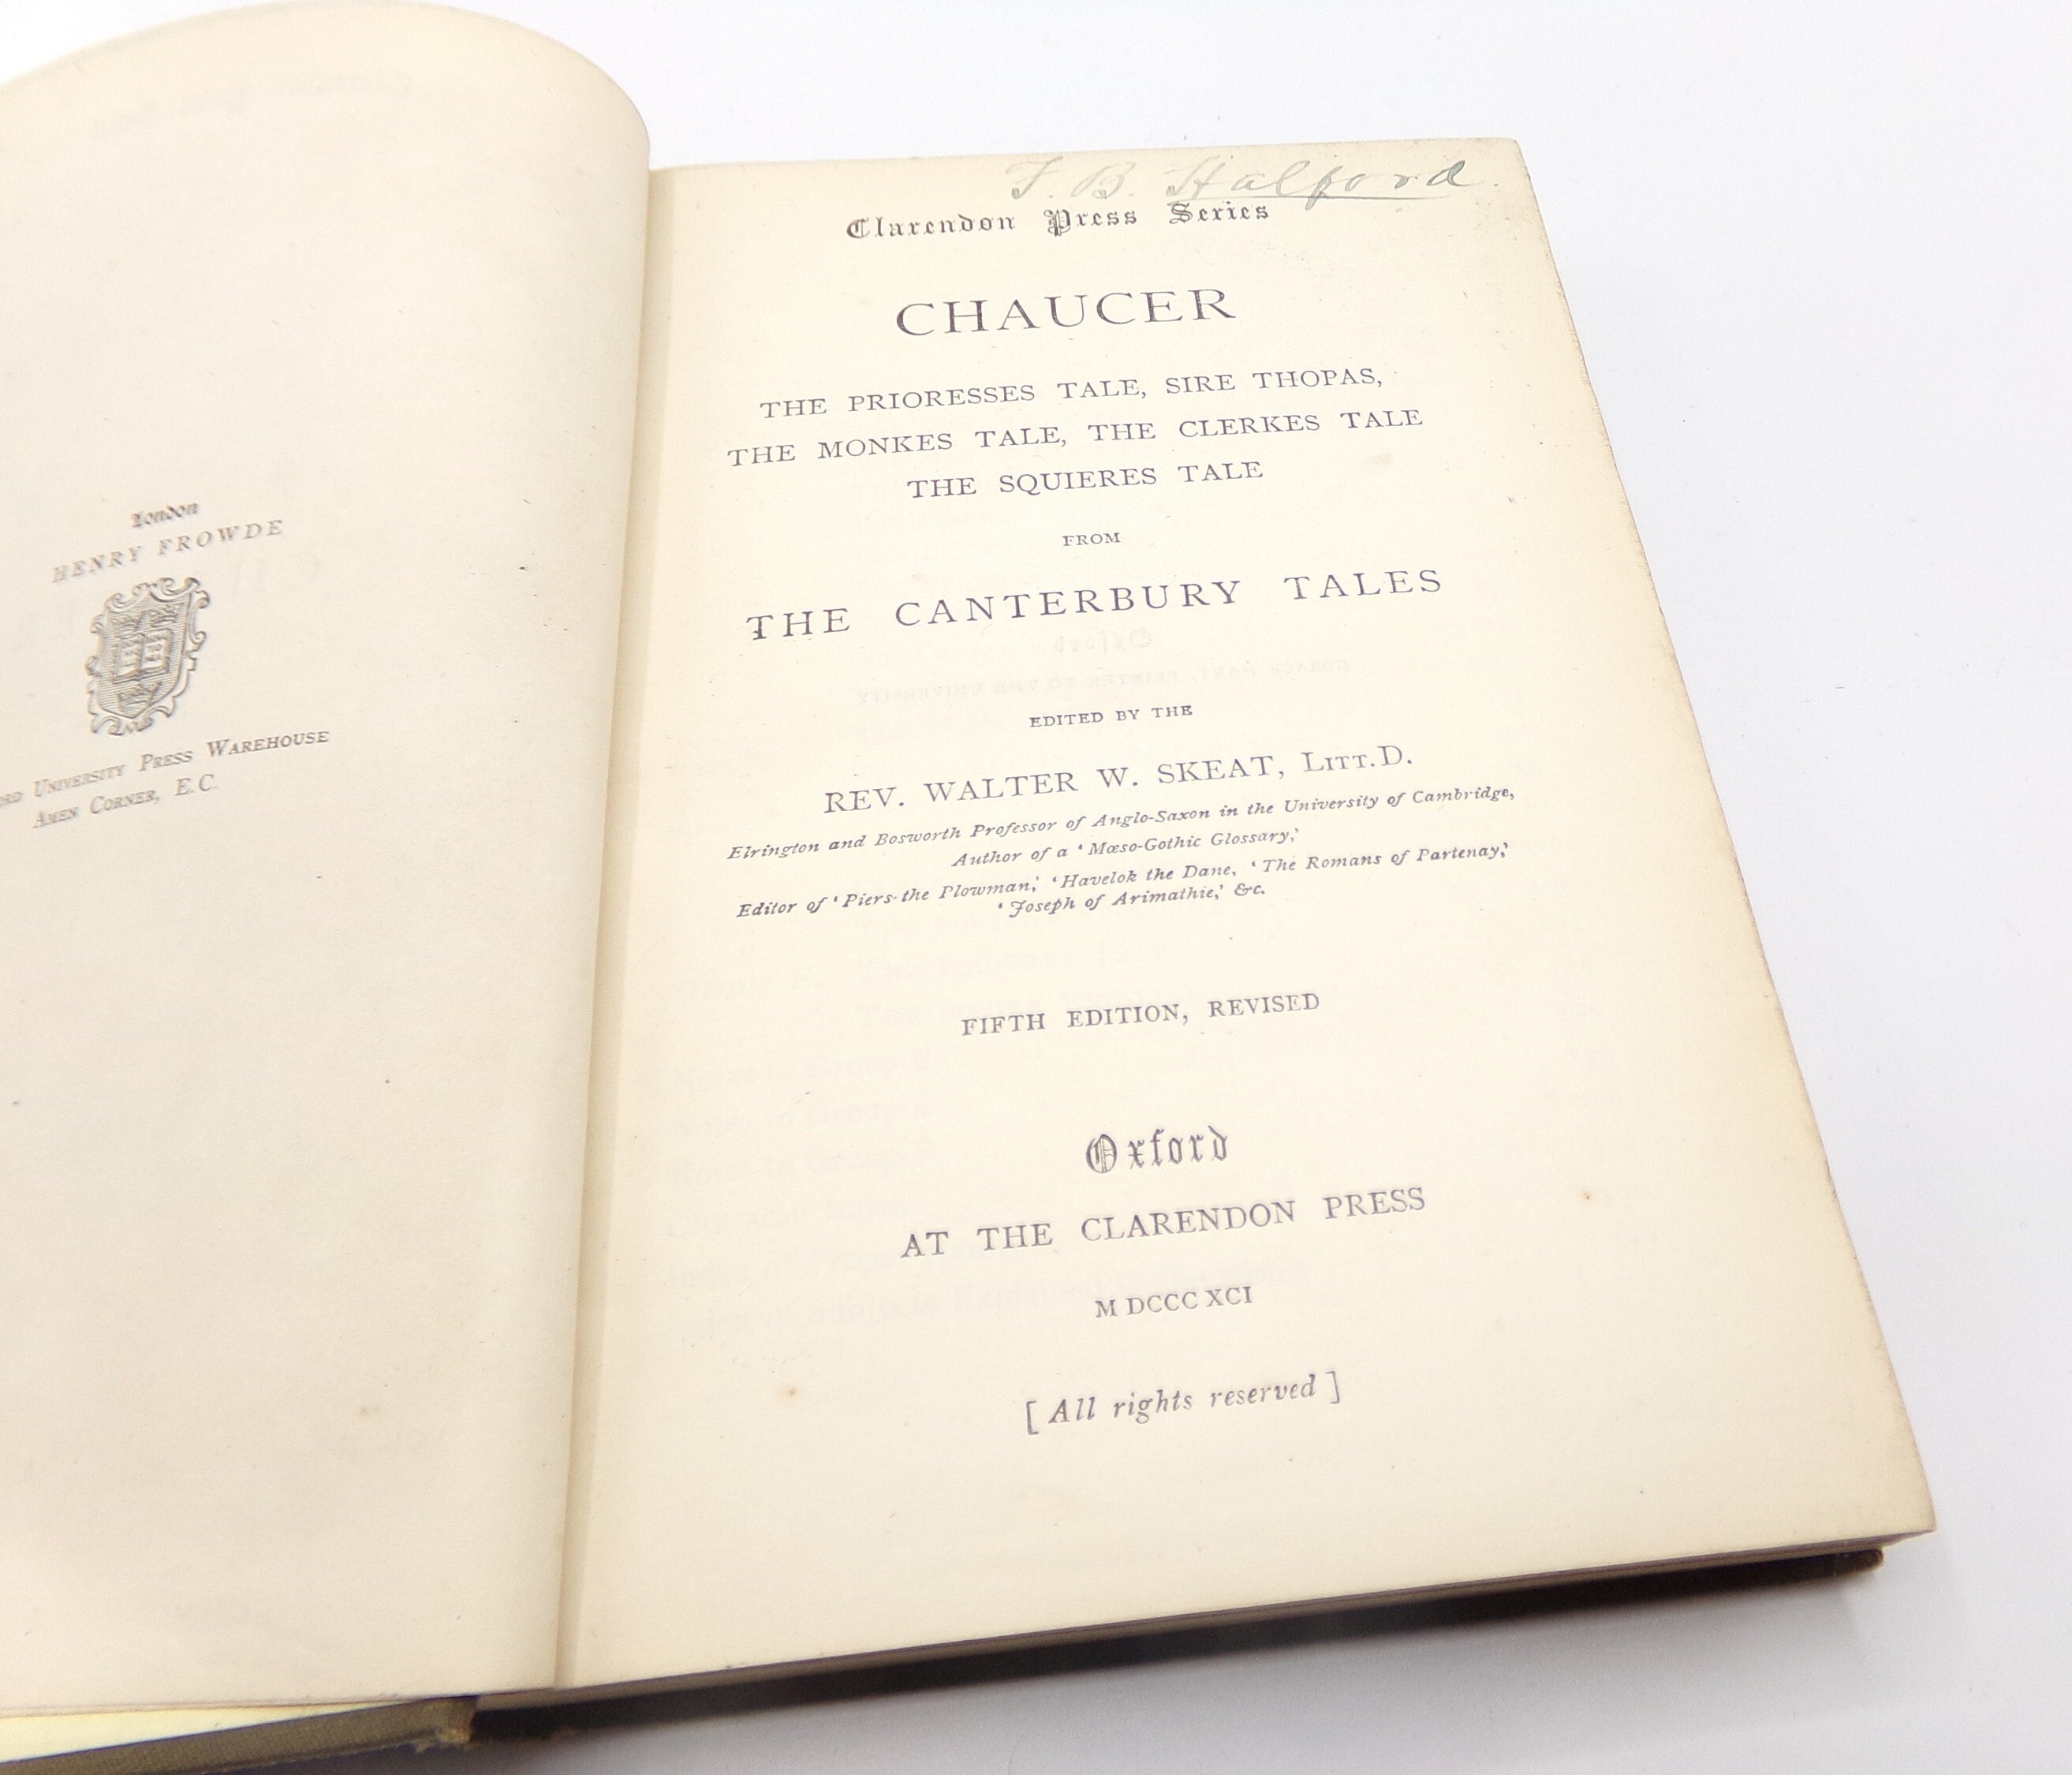 London
HENRY FROWDE
UNIVERSITY PRESS WAREHOUSE
AMEN CORNER, E.C.
F. B. Halford.
Clarendon Press Series
CHAUCER
THE PRIORESSES TALE, SIRE THOPAS,
THE MONKES TALE, THE CLERKES TALE
THE SQUIERES TALE
FROM
THE CANTERBURY TALES
EDITED BY THE
REV. WALTER W. SKEAT, LITT.D.
Elrington and Bosworth Professor of Anglo-Saxon in the University of Cambridge,
Author of a ‘Mœso-Gothic Glossary,’
Editor of ‘Piers the Plowman,’ ‘Havelok the Dane, ‘The Romans of Partenay,’
‘Joseph of Arimathie,’ &c.
FIFTH EDITION, REVISED
Oxford
AT THE CLARENDON PRESS
M DCCC XCI
[ All rights reserved ]